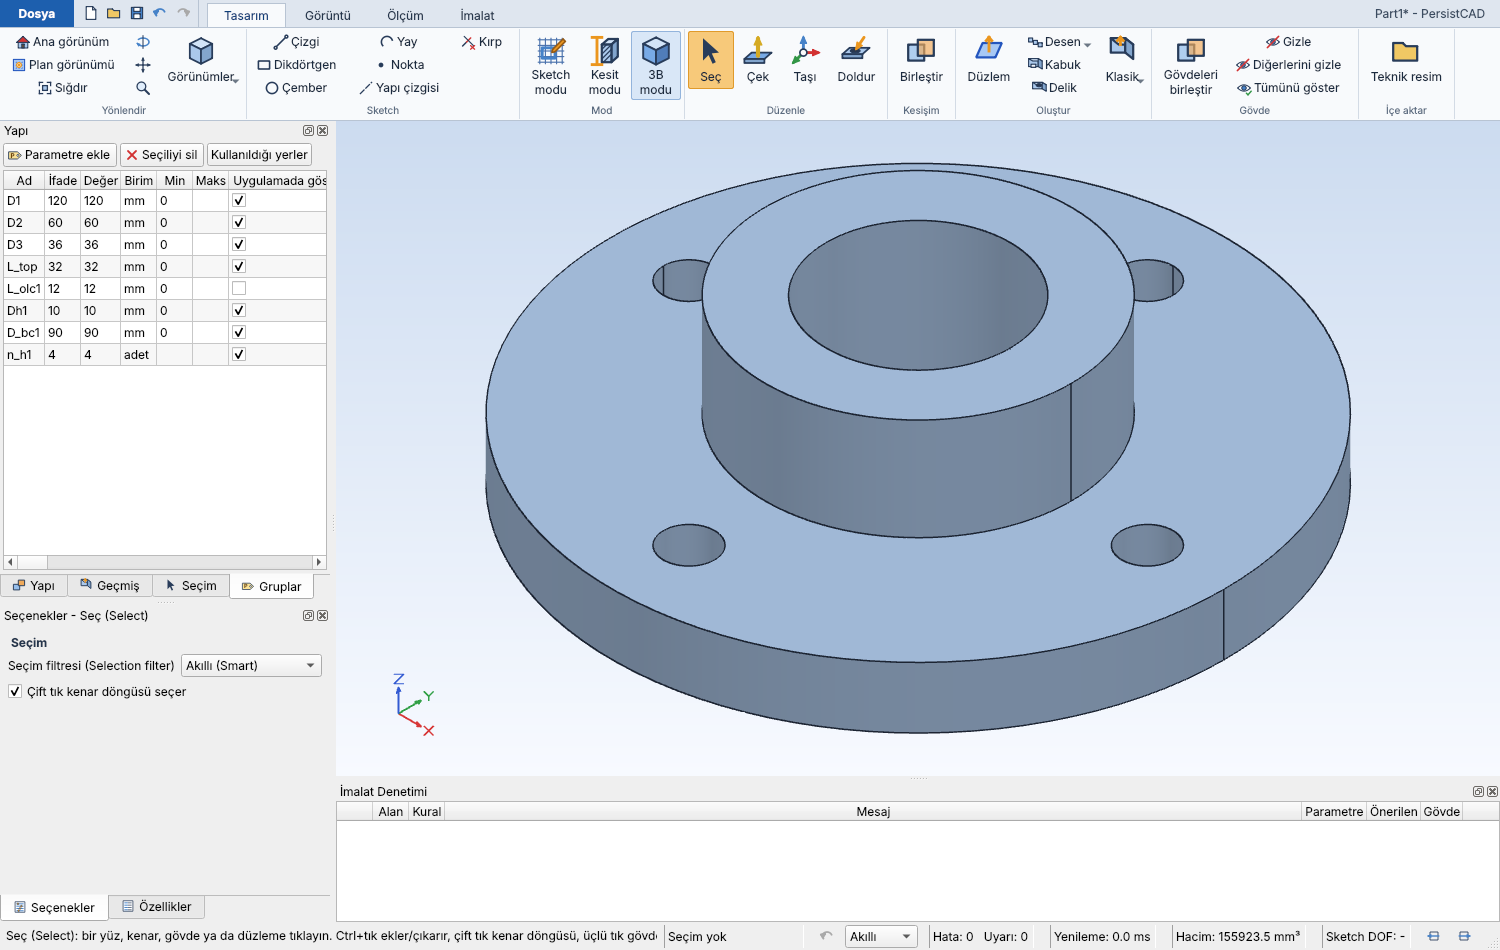 Dosya
Tasarım
Görüntü
Ölçüm
İmalat
Part1* - PersistCAD
Ana görünüm
Plan görünümü
Sığdır
Görünümler
Yönlendir
Çizgi
Dikdörtgen
Çember
Yay
Nokta
Yapı çizgisi
Kırp
Sketch
Sketch modu
Kesit modu
3B modu
Mod
Seç
Çek
Taşı
Doldur
Düzenle
Birleştir
Kesişim
Düzlem
Desen
Kabuk
Delik
Klasik
Oluştur
Gövdeleri birleştir
Gizle
Diğerlerini gizle
Tümünü göster
Gövde
Teknik resim
İçe aktar
Yapı
Parametre ekle
Seçiliyi sil
Kullanıldığı yerler
Ad İfade Değer Birim Min Maks Uygulamada gös
D1 120 120 mm 0
D2 60 60 mm 0
D3 36 36 mm 0
L_top 32 32 mm 0
L_olc1 12 12 mm 0
Dh1 10 10 mm 0
D_bc1 90 90 mm 0
n_h1 4 4 adet
Yapı Geçmiş Seçim Gruplar
Seçenekler - Seç (Select)
Seçim
Seçim filtresi (Selection filter) Akıllı (Smart)
Çift tık kenar döngüsü seçer
Seçenekler Özellikler
Z
Y
X
İmalat Denetimi
Alan Kural Mesaj Parametre Önerilen Gövde
Seç (Select): bir yüz, kenar, gövde ya da düzleme tıklayın. Ctrl+tık ekler/çıkarır, çift tık kenar döngüsü, üçlü tık gövde
Seçim yok
Akıllı
Hata: 0 Uyarı: 0
Yenileme: 0.0 ms
Hacim: 155923.5 mm³
Sketch DOF: -